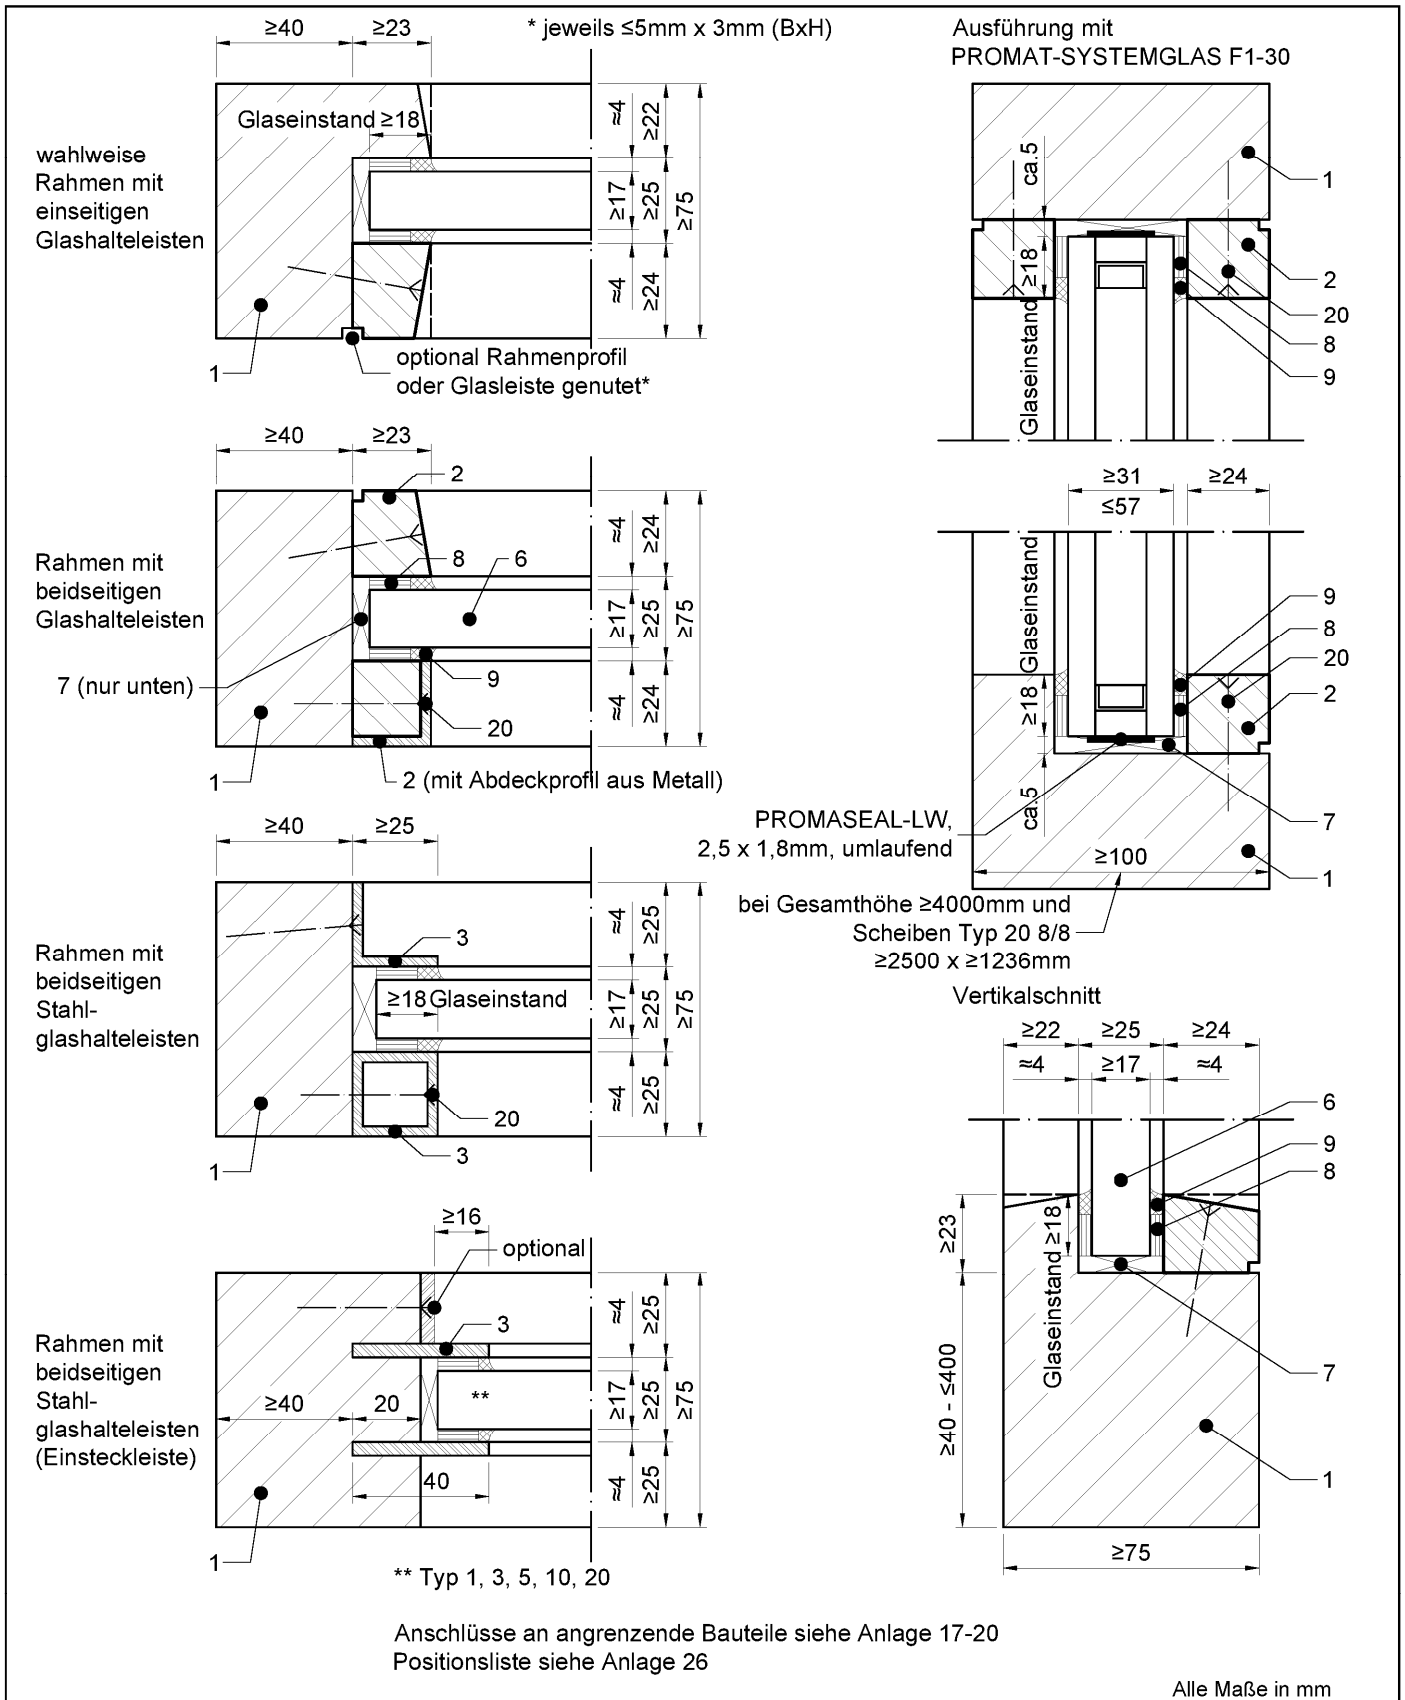 ≥40
≥23
* jeweils ≤5mm x 3mm (BxH)
Glaseinstand ≥18
≈4
≥22
≥17
≥25
≥75
≈4
≥24
wahlweise
Rahmen mit
einseitigen
Glashalteleisten
1
optional Rahmenprofil
oder Glasleiste genutet*
≥40
≥23
2
8
6
≈4
≥24
≥17
≥25
≥75
≈4
≥24
Rahmen mit
beidseitigen
Glashalteleisten
7 (nur unten)
9
20
1
2 (mit Abdeckprofil aus Metall)
≥40
≥25
3
≈4
≥25
≥18 Glaseinstand
≥17
≥25
≥75
≈4
≥25
Rahmen mit
beidseitigen
Stahl-
glashalteleisten
20
3
1
≥16
optional
3
≈4
≥25
≥17
≥25
≥75
≈4
≥25
Rahmen mit
beidseitigen
Stahl-
glashalteleisten
(Einsteckleiste)
≥40
20
**
40
1
** Typ 1, 3, 5, 10, 20
Ausführung mit
PROMAT-SYSTEMGLAS F1-30
ca.5
≥18
Glaseinstand
1
2
20
8
9
≥31
≤57
≥24
Glaseinstand
≥18
ca.5
9
8
20
2
7
1
PROMASEAL-LW,
2,5 x 1,8mm, umlaufend
≥100
bei Gesamthöhe ≥4000mm und
Scheiben Typ 20 8/8
≥2500 x ≥1236mm
Vertikalschnitt
≥22
≥25
≥24
≈4
≥17
≈4
6
9
8
≥23
Glaseinstand ≥18
≥40 - ≤400
7
1
≥75
Anschlüsse an angrenzende Bauteile siehe Anlage 17-20
Positionsliste siehe Anlage 26
Alle Maße in mm